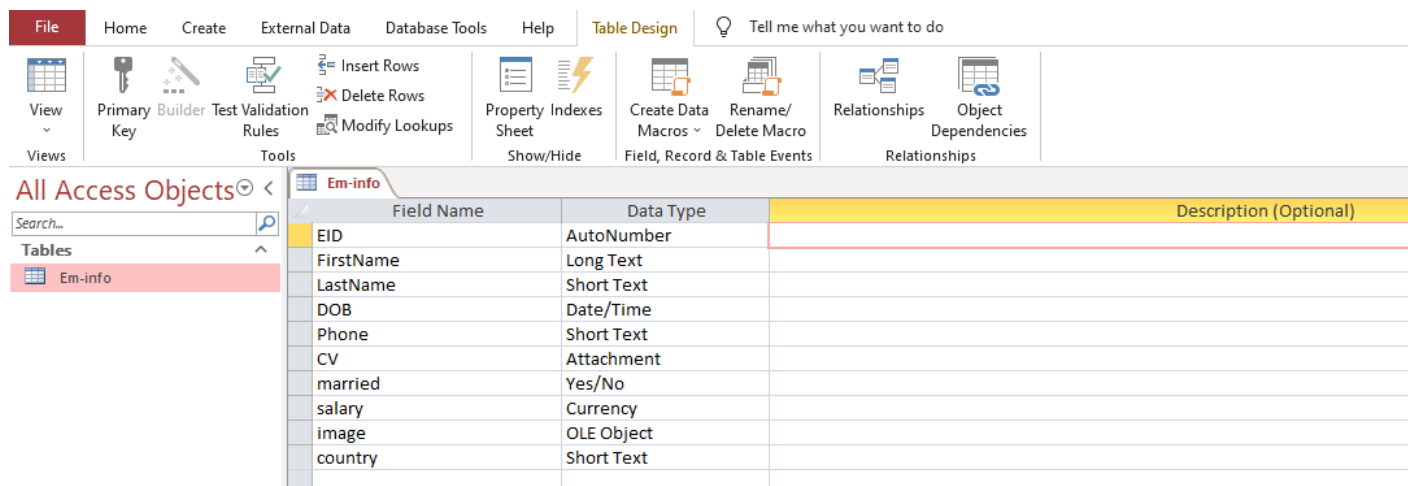 File Home Create External Data Database Tools Help Table Design Tell me what you want to do
View Primary Key Builder Test Validation Rules Insert Rows Delete Rows Modify Lookups Property Sheet Indexes Create Data Macros Rename/ Delete Macro Relationships Object Dependencies
Views Tools Show/Hide Field, Record & Table Events Relationships
All Access Objects
Search...
Tables
Em-info
Em-info
Field Name Data Type Description (Optional)
EID AutoNumber
FirstName Long Text
LastName Short Text
DOB Date/Time
Phone Short Text
CV Attachment
married Yes/No
salary Currency
image OLE Object
country Short Text